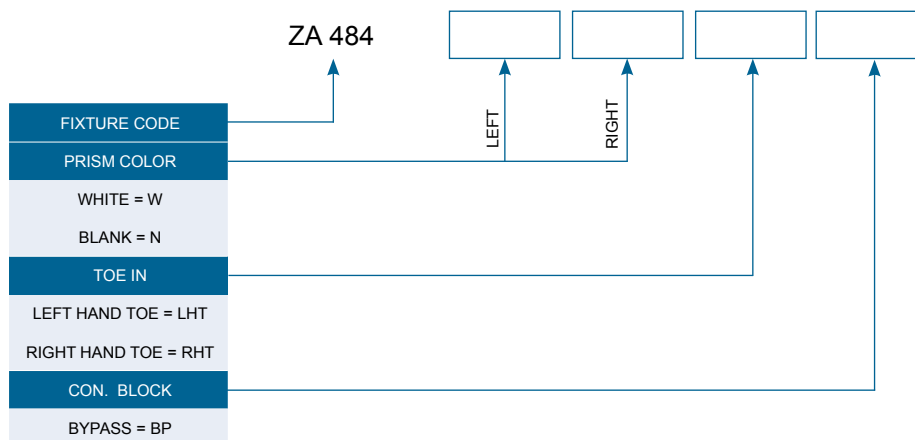 ZA 484
LEFT
RIGHT
FIXTURE CODE
PRISM COLOR
WHITE = W
BLANK = N
TOE IN
LEFT HAND TOE = LHT
RIGHT HAND TOE = RHT
CON. BLOCK
BYPASS = BP